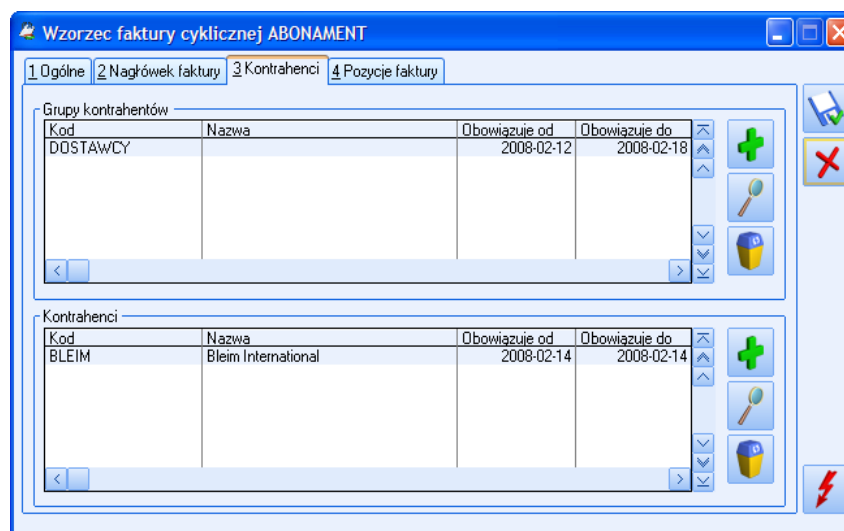 Wzorzec faktury cyklicznej ABONAMENT
1 Ogólne 2 Nagłówek faktury 3 Kontrahenci 4 Pozycje faktury
Grupy kontrahentów
Kod Nazwa Obowiązuje od Obowiązuje do
DOSTAWCY 2008-02-12 2008-02-18
Kontrahenci
Kod Nazwa Obowiązuje od Obowiązuje do
BLEIM Bleim International 2008-02-14 2008-02-14